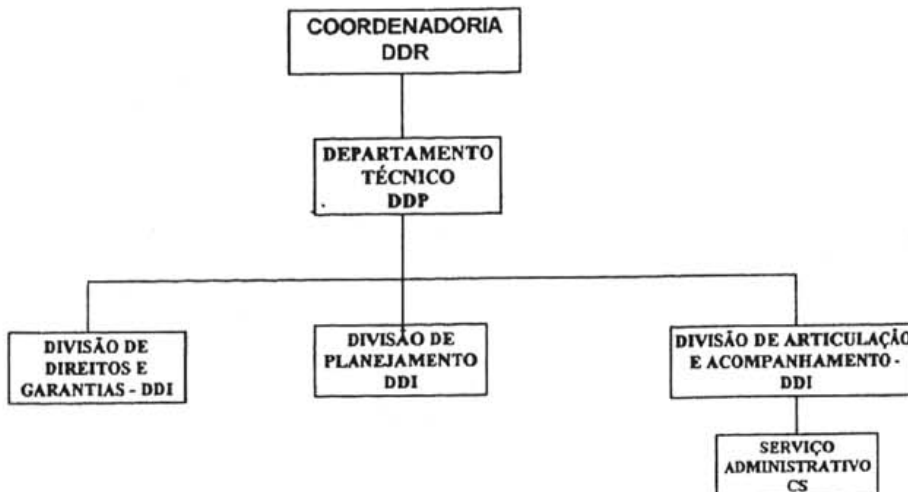 COORDENADORIA
DDR
DEPARTAMENTO
TÉCNICO
DDP
DIVISÃO DE
DIREITOS E
GARANTIAS - DDI
DIVISÃO DE
PLANEJAMENTO
DDI
DIVISÃO DE ARTICULAÇÃO
E ACOMPANHAMENTO -
DDI
SERVIÇO
ADMINISTRATIVO
CS